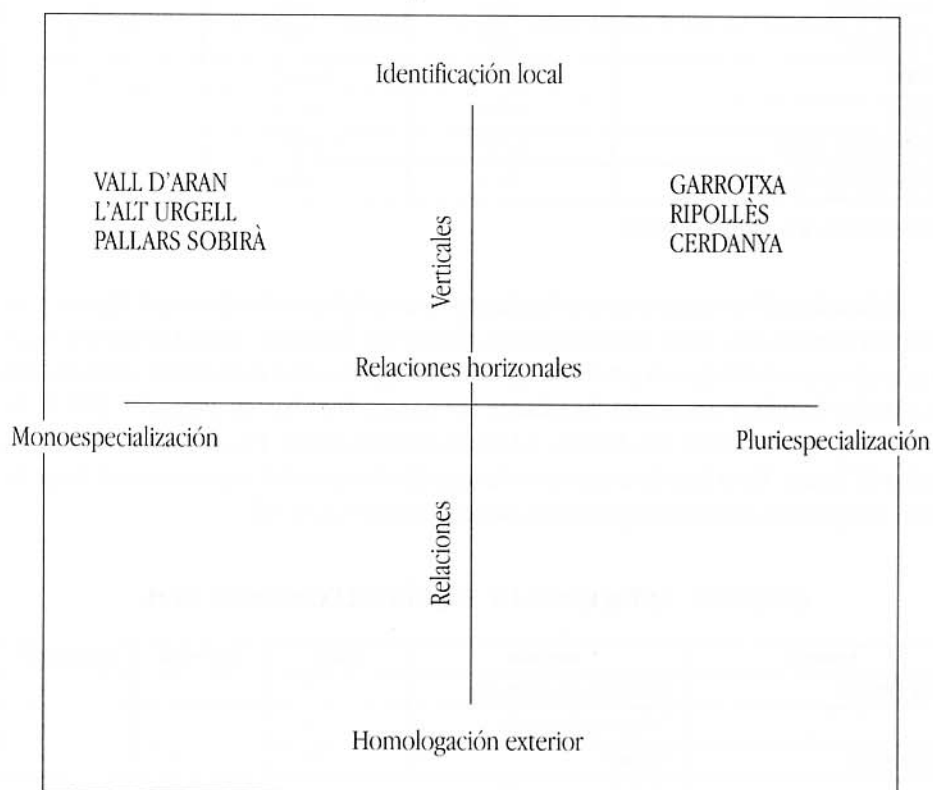 Identificación local
VALL D'ARAN
L'ALT URGELL
PALLARS SOBIRÀ
GARROTXA
RIPOLLÈS
CERDANYA
Verticales
Relaciones horizonales
Monoespecialización
Pluriespecialización
Relaciones
Homologación exterior